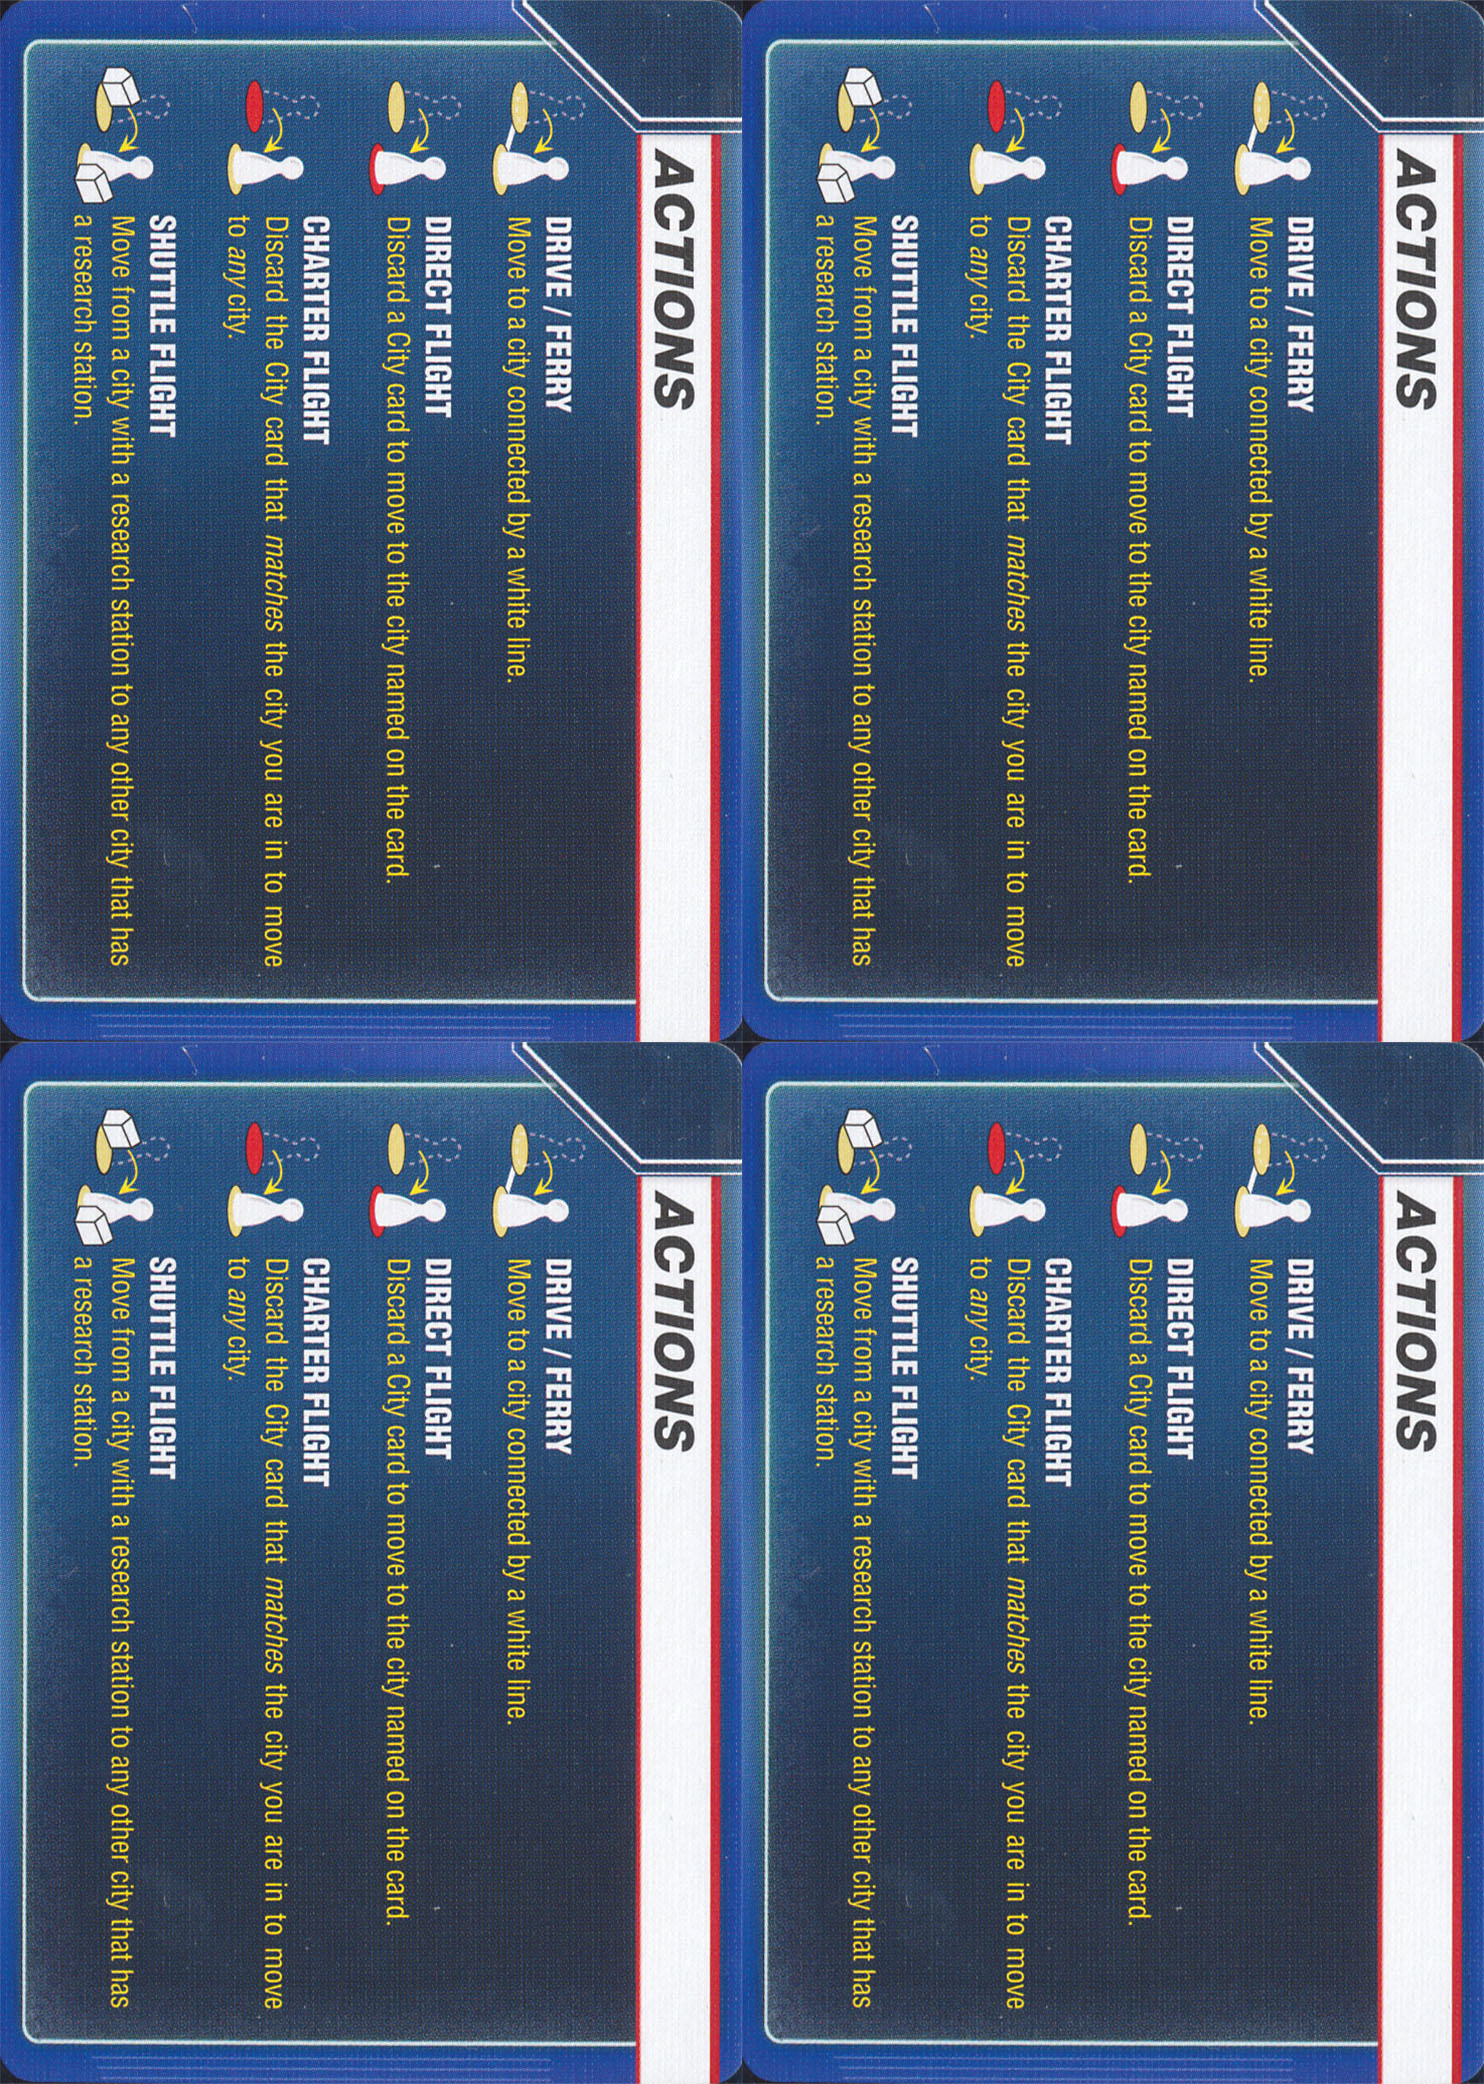 ACTIONS
DRIVE / FERRY
Move to a city connected by a white line.
DIRECT FLIGHT
Discard a City card to move to the city named on the card.
CHARTER FLIGHT
Discard the City card that matches the city you are in to move
to any city.
SHUTTLE FLIGHT
Move from a city with a research station to any other city that has
a research station.
ACTIONS
DRIVE / FERRY
Move to a city connected by a white line.
DIRECT FLIGHT
Discard a City card to move to the city named on the card.
CHARTER FLIGHT
Discard the City card that matches the city you are in to move
to any city.
SHUTTLE FLIGHT
Move from a city with a research station to any other city that has
a research station.
ACTIONS
DRIVE / FERRY
Move to a city connected by a white line.
DIRECT FLIGHT
Discard a City card to move to the city named on the card.
CHARTER FLIGHT
Discard the City card that matches the city you are in to move
to any city.
SHUTTLE FLIGHT
Move from a city with a research station to any other city that has
a research station.
ACTIONS
DRIVE / FERRY
Move to a city connected by a white line.
DIRECT FLIGHT
Discard a City card to move to the city named on the card.
CHARTER FLIGHT
Discard the City card that matches the city you are in to move
to any city.
SHUTTLE FLIGHT
Move from a city with a research station to any other city that has
a research station.